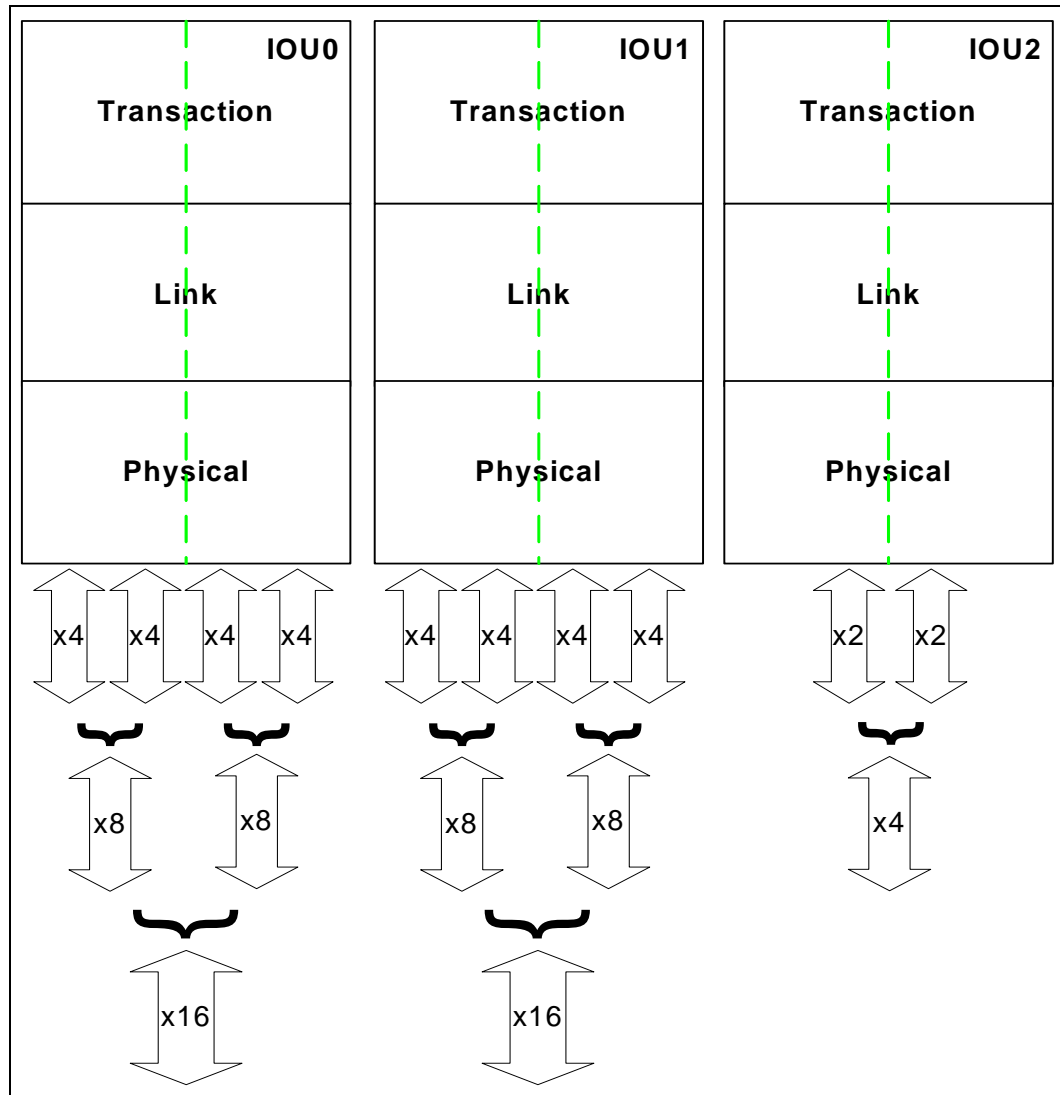 IOU0 IOU1 IOU2
Transaction Transaction Transaction
Link Link Link
Physical Physical Physical
x4 x4 x4 x4 x4 x4 x4 x4 x2 x2
x8 x8 x8 x8 x4
x16 x16